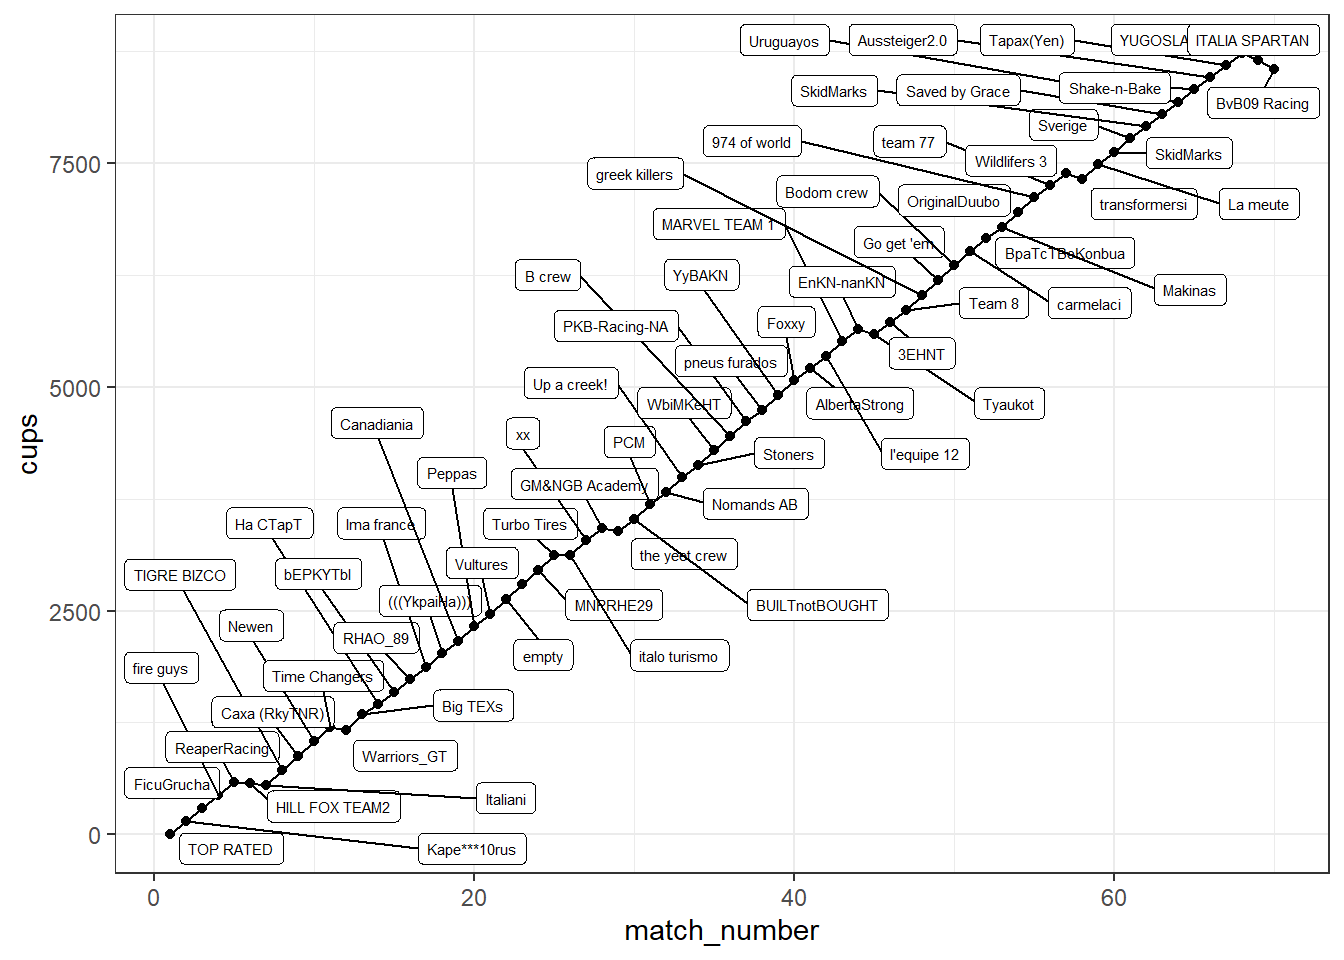 Uruguayos
Aussteiger2.0
Tapax(Yen)
YUGOSLA
ITALIA SPARTAN
SkidMarks
Saved by Grace
Shake-n-Bake
BvB09 Racing
974 of world
team 77
Sverige
SkidMarks
greek killers
Wildlifers 3
Bodom crew
OriginalDuubo
transformersi
La meute
MARVEL TEAM 1
Go get 'em
BpaTcTBoKonbua
B crew
YyBAKN
EnKN-nanKN
Makinas
Team 8
carmelaci
PKB-Racing-NA
Foxxy
3EHNT
pneus furados
Up a creek!
WbiMKeHT
AlbertaStrong
Tyaukot
Canadiania
xx
PCM
Stoners
l'equipe 12
Peppas
GM&NGB Academy
Nomands AB
Ha CTapT
Ima france
Turbo Tires
the yeet crew
TIGRE BIZCO
bEPKYTbI
Vultures
(((YkpaiHa)))
MNPRHE29
BUILTnotBOUGHT
Newen
RHAO_89
empty
italo turismo
fire guys
Time Changers
Caxa (RkyTNR)
Big TEXs
ReaperRacing
Warriors_GT
FicuGrucha
HILL FOX TEAM2
Italiani
TOP RATED
Kape***10rus
7500
5000
2500
0
cups
0
20
40
60
match_number